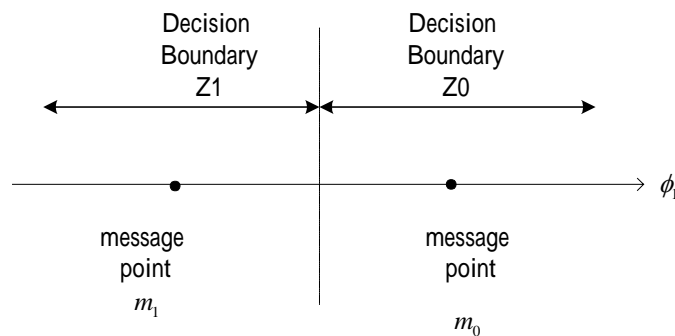 Decision
Boundary
Z1
Decision
Boundary
Z0
ϕ₁
message
point
m₁
message
point
m₀